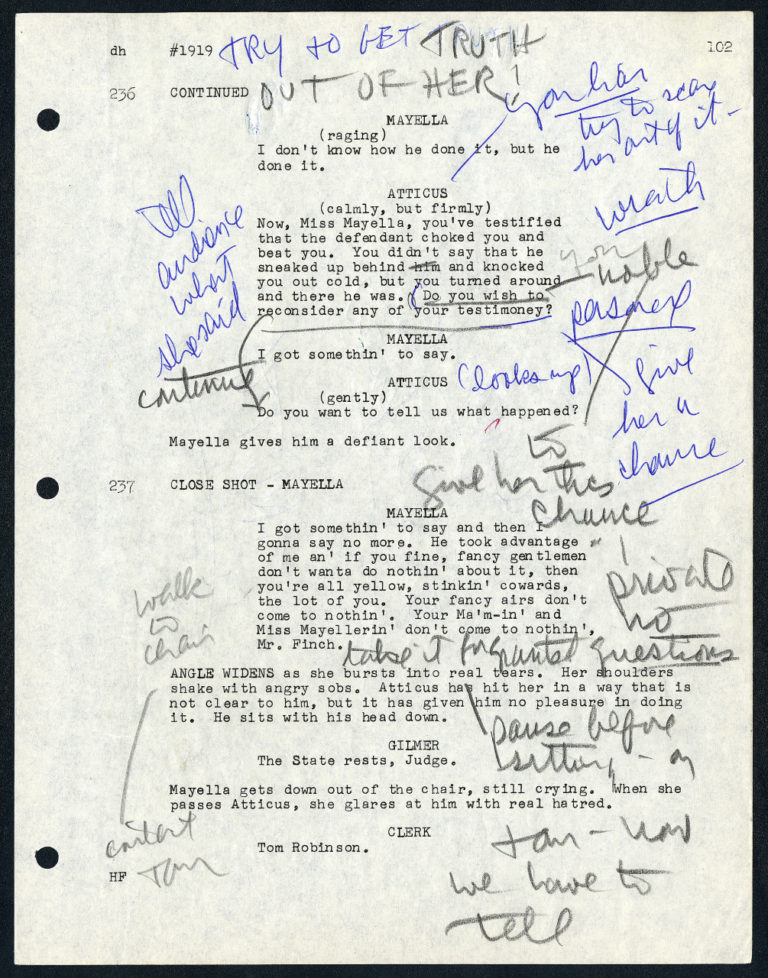 dh #1919 TRY TO GET TRUTH 102
236 CONTINUED OUT OF HER!
you
try to scare
her out of it -
wrath
MAYELLA
(raging)
I don't know how he done it, but he
done it.
ATTICUS
(calmly, but firmly)
Now, Miss Mayella, you've testified
that the defendant choked you and
beat you. You didn't say that he
sneaked up behind him and knocked
you out cold, but you turned around
and there he was. Do you wish to
reconsider any of your testimoney?
tell
audience
what
she said
you
noble
continue
MAYELLA
I got somethin' to say.
ATTICUS (looks up)
(gently)
Do you want to tell us what happened?
give
her a
chance
Mayella gives him a defiant look.
to
give her this
chance
237 CLOSE SHOT - MAYELLA
MAYELLA
I got somethin' to say and then I
gonna say no more. He took advantage
of me an' if you fine, fancy gentlemen
don't wanta do nothin' about it, then
you're all yellow, stinkin' cowards,
the lot of you. Your fancy airs don't
come to nothin'. Your Ma'm-in' and
Miss Mayellerin' don't come to nothin',
Mr. Finch.
walk
to
chair
private
no
questions
take it for granted
ANGLE WIDENS as she bursts into real tears. Her shoulders
shake with angry sobs. Atticus has hit her in a way that is
not clear to him, but it has given him no pleasure in doing
it. He sits with his head down.
pause before
sitting -
GILMER
The State rests, Judge.
Mayella gets down out of the chair, still crying. When she
passes Atticus, she glares at him with real hatred.
CLERK
Tom Robinson.
contact
Tom
Tom - now
we have to
tell
HF